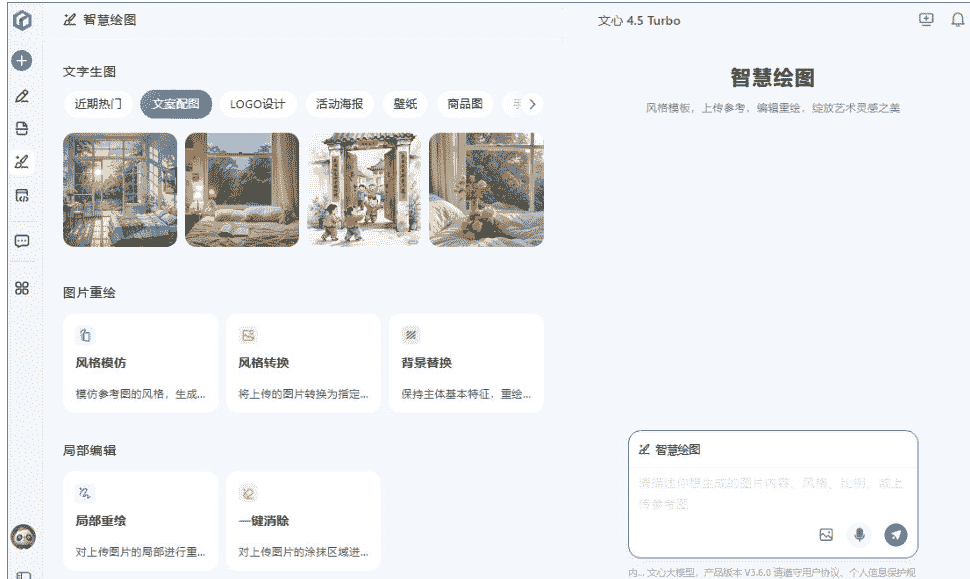 智慧绘图
文心 4.5 Turbo
文字生图
近期热门
文案配图
LOGO设计
活动海报
壁纸
商品图
图片重绘
风格模仿
模仿参考图的风格，生成...
风格转换
将上传的图片转换为指定...
背景替换
保持主体基本特征，重绘...
局部编辑
局部重绘
对上传图片的局部进行重...
一键消除
对上传图片的涂抹区域进...
智慧绘图
风格模板，上传参考，编辑重绘，绽放艺术灵感之美
智慧绘图
请描述你想生成的图片内容、风格、比例，或上
传参考图
内... 文心大模型，产品版本 V3.6.0 请遵守用户协议、个人信息保护规